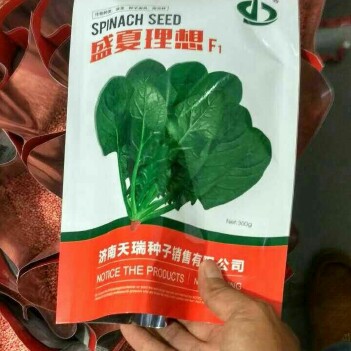 SPINACH SEED
盛夏理想 F1
Net:300g
济南天瑞种子销售有限公司
NOTICE THE PRODUCTS